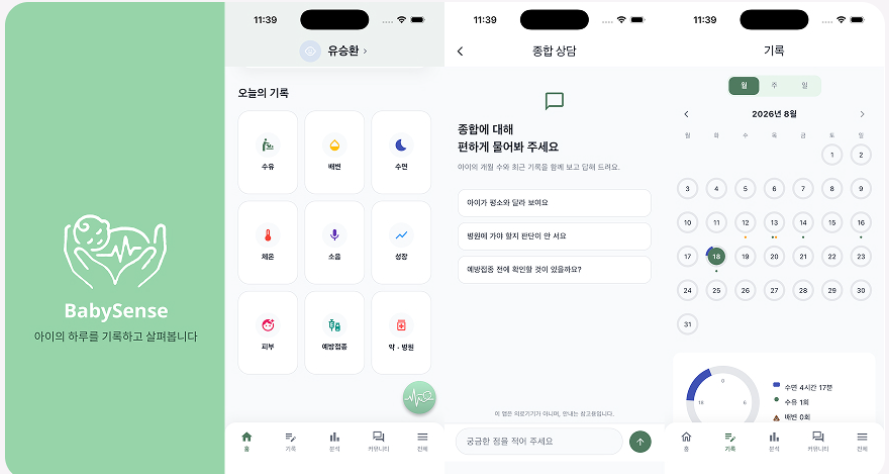 BabySense
아이의 하루를 기록하고 살펴봅니다
11:39
유승환
오늘의 기록
수유
배변
수면
체온
소음
성장
피부
예방접종
약 · 병원
홈
기록
분석
커뮤니티
전체
11:39
종합 상담
종합에 대해
편하게 물어봐 주세요
아이의 개월 수와 최근 기록을 함께 보고 답해 드려요.
아이가 평소와 달라 보여요
병원에 가야 할지 판단이 안 서요
예방접종 전에 확인할 것이 있을까요?
이 앱은 의료기기가 아니며, 안내는 참고용입니다.
궁금한 점을 적어 주세요
11:39
기록
월 주 일
2026년 8월
월 화 수 목 금 토 일
1 2
3 4 5 6 7 8 9
10 11 12 13 14 15 16
17 18 19 20 21 22 23
24 25 26 27 28 29 30
31
0
18 6
수면 4시간 17분
수유 1회
배변 0회
홈
기록
분석
커뮤니티
전체